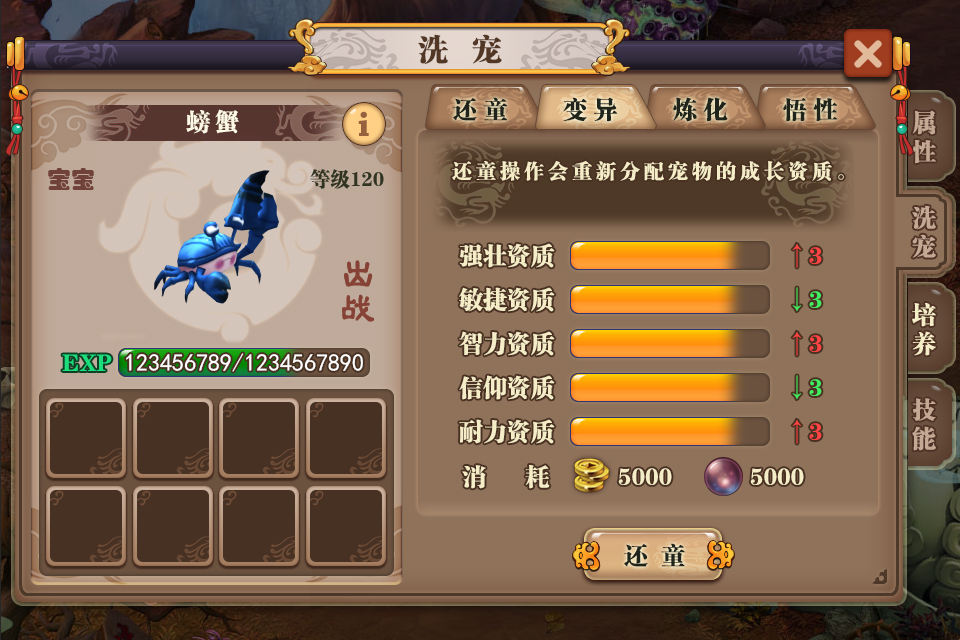 洗宠
螃蟹
i
宝宝
等级120
出战
EXP 123456789/1234567890
还童 变异 炼化 悟性
还童操作会重新分配宠物的成长资质。
强壮资质 ↑3
敏捷资质 ↓3
智力资质 ↑3
信仰资质 ↓3
耐力资质 ↑3
消耗 5000 5000
还童
属性
洗宠
培养
技能